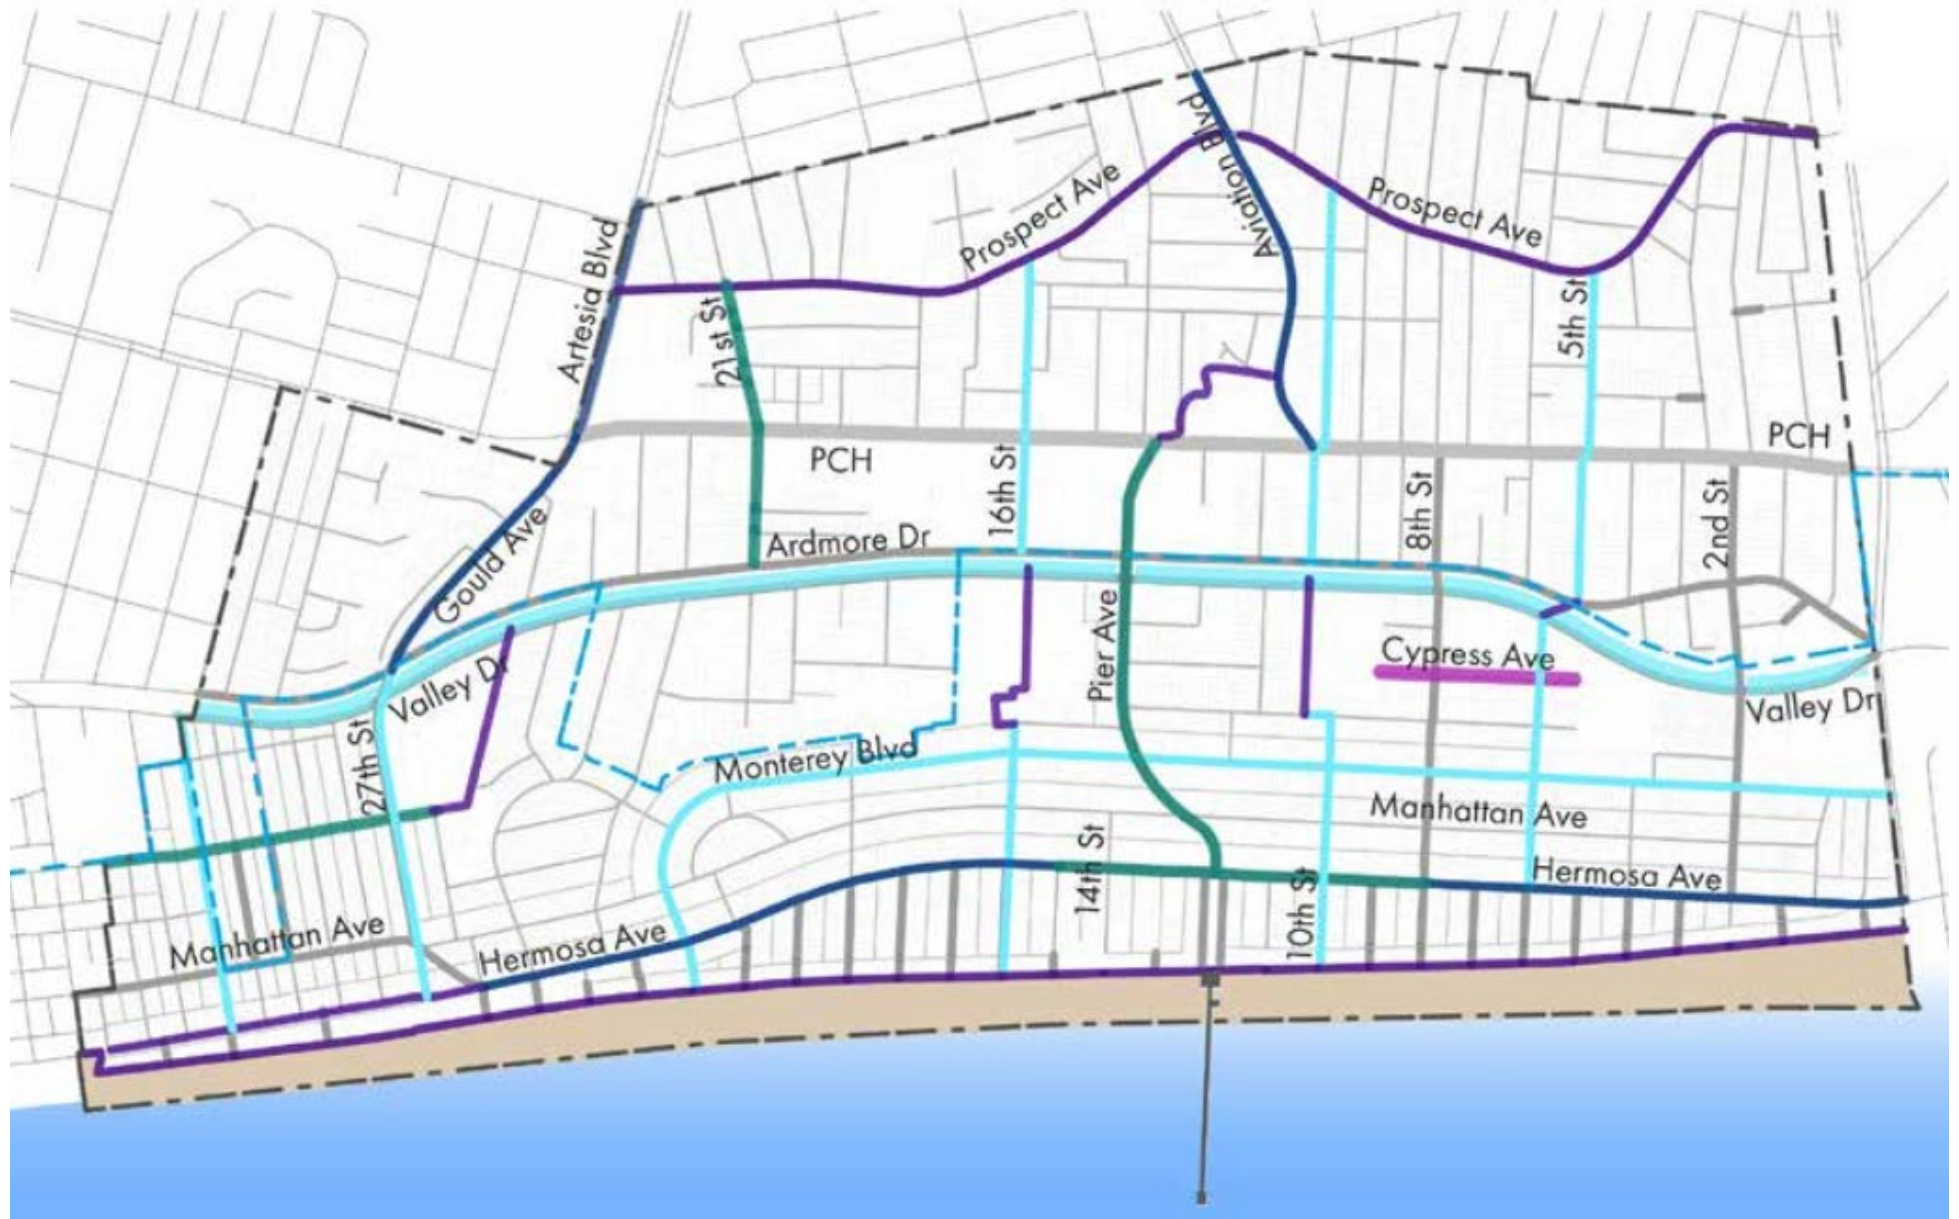 Aviation Blvd
Prospect Ave
Prospect Ave
Artesia Blvd
21st St
5th St
PCH
PCH
16th St
8th St
2nd St
Ardmore Dr
Gould Ave
Pier Ave
Cypress Ave
Valley Dr
Valley Dr
27th St
Monterey Blvd
Manhattan Ave
14th St
Hermosa Ave
10th St
Manhattan Ave
Hermosa Ave